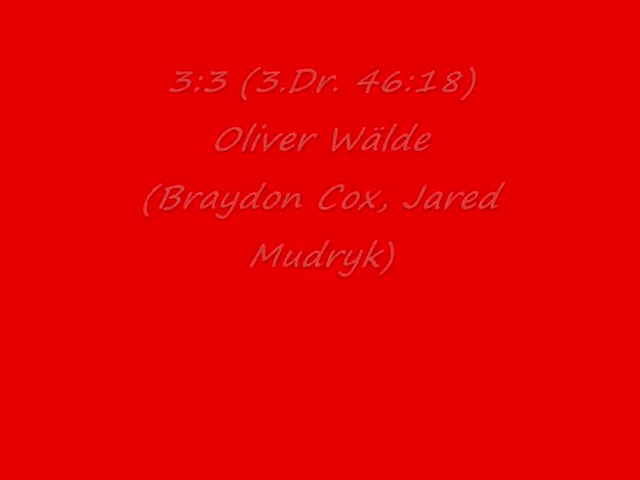 3:3 (3.Dr. 46:18)
Oliver Wälde
(Braydon Cox, Jared
Mudryk)